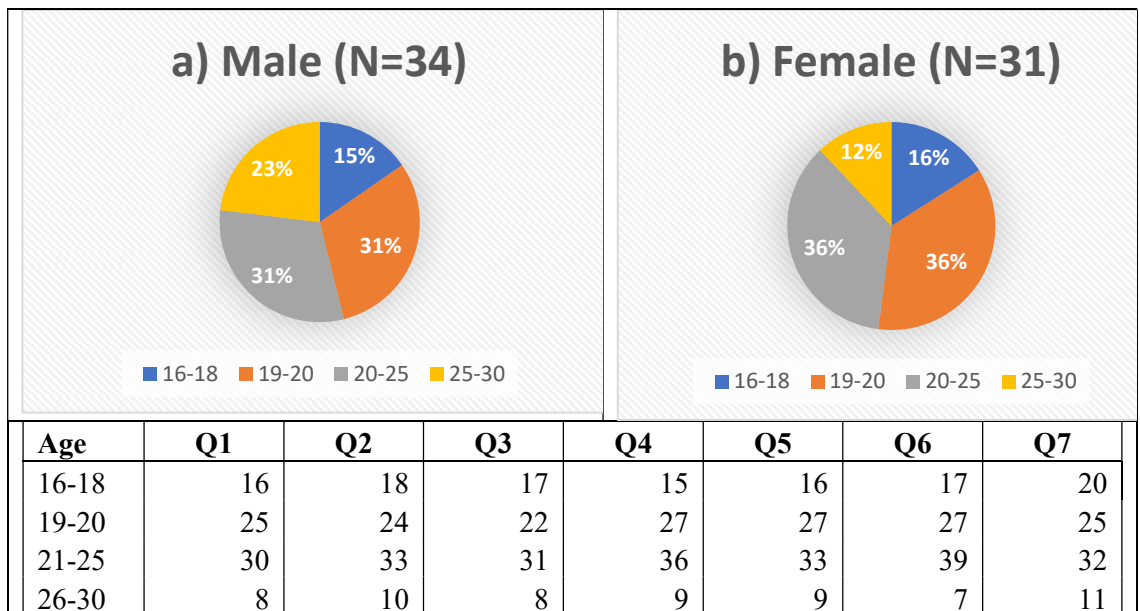 a) Male (N=34)
15%
31%
31%
23%
16-18 19-20 20-25 25-30
b) Female (N=31)
16%
36%
36%
12%
16-18 19-20 20-25 25-30
Age Q1 Q2 Q3 Q4 Q5 Q6 Q7
16-18 16 18 17 15 16 17 20
19-20 25 24 22 27 27 27 25
21-25 30 33 31 36 33 39 32
26-30 8 10 8 9 9 7 11